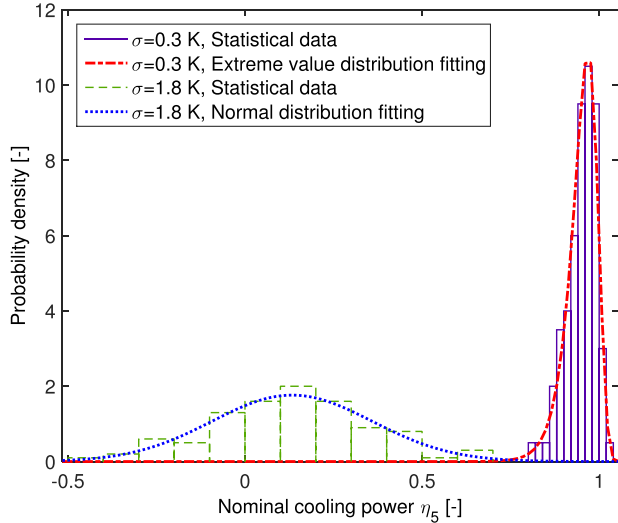 12
10
8
6
4
2
0
-0.5
0
0.5
1
Probability density [-]
Nominal cooling power η5 [-]
σ=0.3 K, Statistical data
σ=0.3 K, Extreme value distribution fitting
σ=1.8 K, Statistical data
σ=1.8 K, Normal distribution fitting